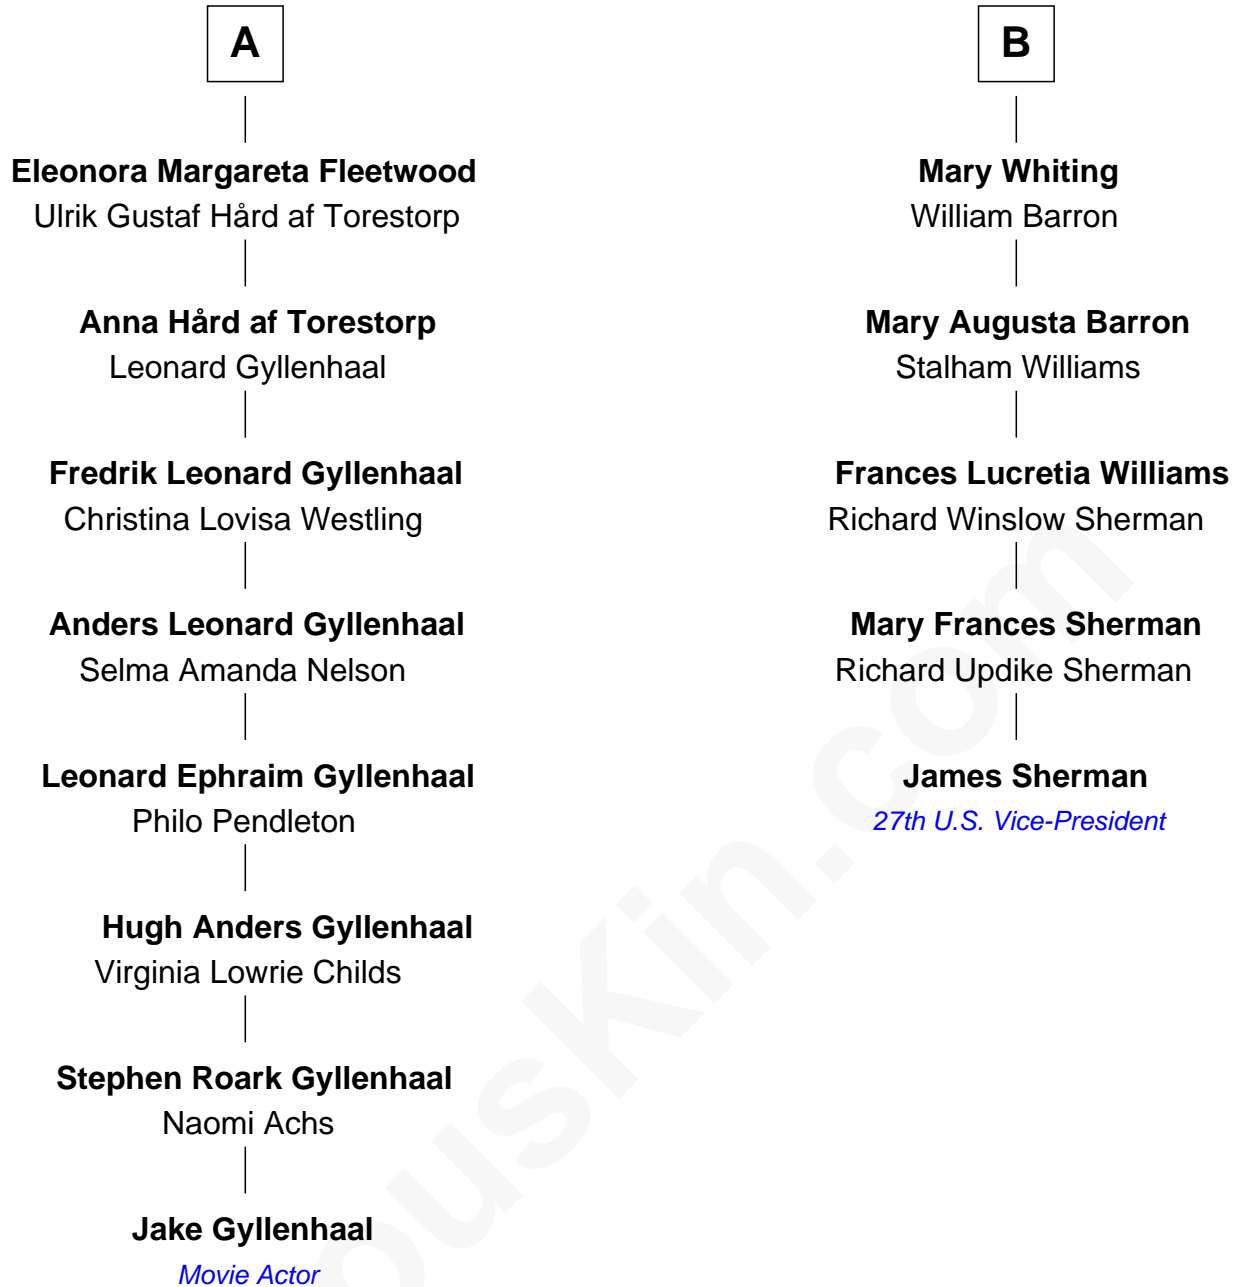 A
Eleonora Margareta Fleetwood
Ulrik Gustaf Hård af Torestorp
Anna Hård af Torestorp
Leonard Gyllenhaal
Fredrik Leonard Gyllenhaal
Christina Lovisa Westling
Anders Leonard Gyllenhaal
Selma Amanda Nelson
Leonard Ephraim Gyllenhaal
Philo Pendleton
Hugh Anders Gyllenhaal
Virginia Lowrie Childs
Stephen Roark Gyllenhaal
Naomi Achs
Jake Gyllenhaal
Movie Actor
B
Mary Whiting
William Barron
Mary Augusta Barron
Stalham Williams
Frances Lucretia Williams
Richard Winslow Sherman
Mary Frances Sherman
Richard Updike Sherman
James Sherman
27th U.S. Vice-President
ouskin.com